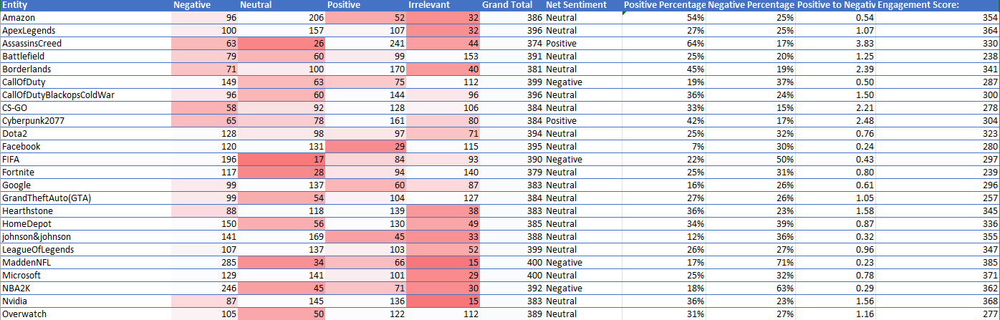 Entity Negative Neutral Positive Irrelevant Grand Total Net Sentiment Positive Percentage Negative Percentage Positive to Negativ Engagement Score:
Amazon 96 206 52 32 386 Neutral 54% 25% 0.54 354
ApexLegends 100 157 107 32 396 Neutral 27% 25% 1.07 364
AssassinsCreed 63 26 241 44 374 Positive 64% 17% 3.83 330
Battlefield 79 60 99 153 391 Neutral 25% 20% 1.25 238
Borderlands 71 100 170 40 381 Neutral 45% 19% 2.39 341
CallOfDuty 149 63 75 112 399 Negative 19% 37% 0.50 287
CallOfDutyBlackopsColdWar 96 60 144 96 396 Neutral 36% 24% 1.50 300
CS-GO 58 92 128 106 384 Neutral 33% 15% 2.21 278
Cyberpunk2077 65 78 161 80 384 Positive 42% 17% 2.48 304
Dota2 128 98 97 71 394 Neutral 25% 32% 0.76 323
Facebook 120 131 29 115 395 Neutral 7% 30% 0.24 280
FIFA 196 17 84 93 390 Negative 22% 50% 0.43 297
Fortnite 117 28 94 140 379 Neutral 25% 31% 0.80 239
Google 99 137 60 87 383 Neutral 16% 26% 0.61 296
GrandTheftAuto(GTA) 99 54 104 127 384 Neutral 27% 26% 1.05 257
Hearthstone 88 118 139 38 383 Neutral 36% 23% 1.58 345
HomeDepot 150 56 130 49 385 Neutral 34% 39% 0.87 336
johnson&johnson 141 169 45 33 388 Neutral 12% 36% 0.32 355
LeagueOfLegends 107 137 103 52 399 Neutral 26% 27% 0.96 347
MaddenNFL 285 34 66 15 400 Negative 17% 71% 0.23 385
Microsoft 129 141 101 29 400 Neutral 25% 32% 0.78 371
NBA2K 246 45 71 30 392 Negative 18% 63% 0.29 362
Nvidia 87 145 136 15 383 Neutral 36% 23% 1.56 368
Overwatch 105 50 122 112 389 Neutral 31% 27% 1.16 277